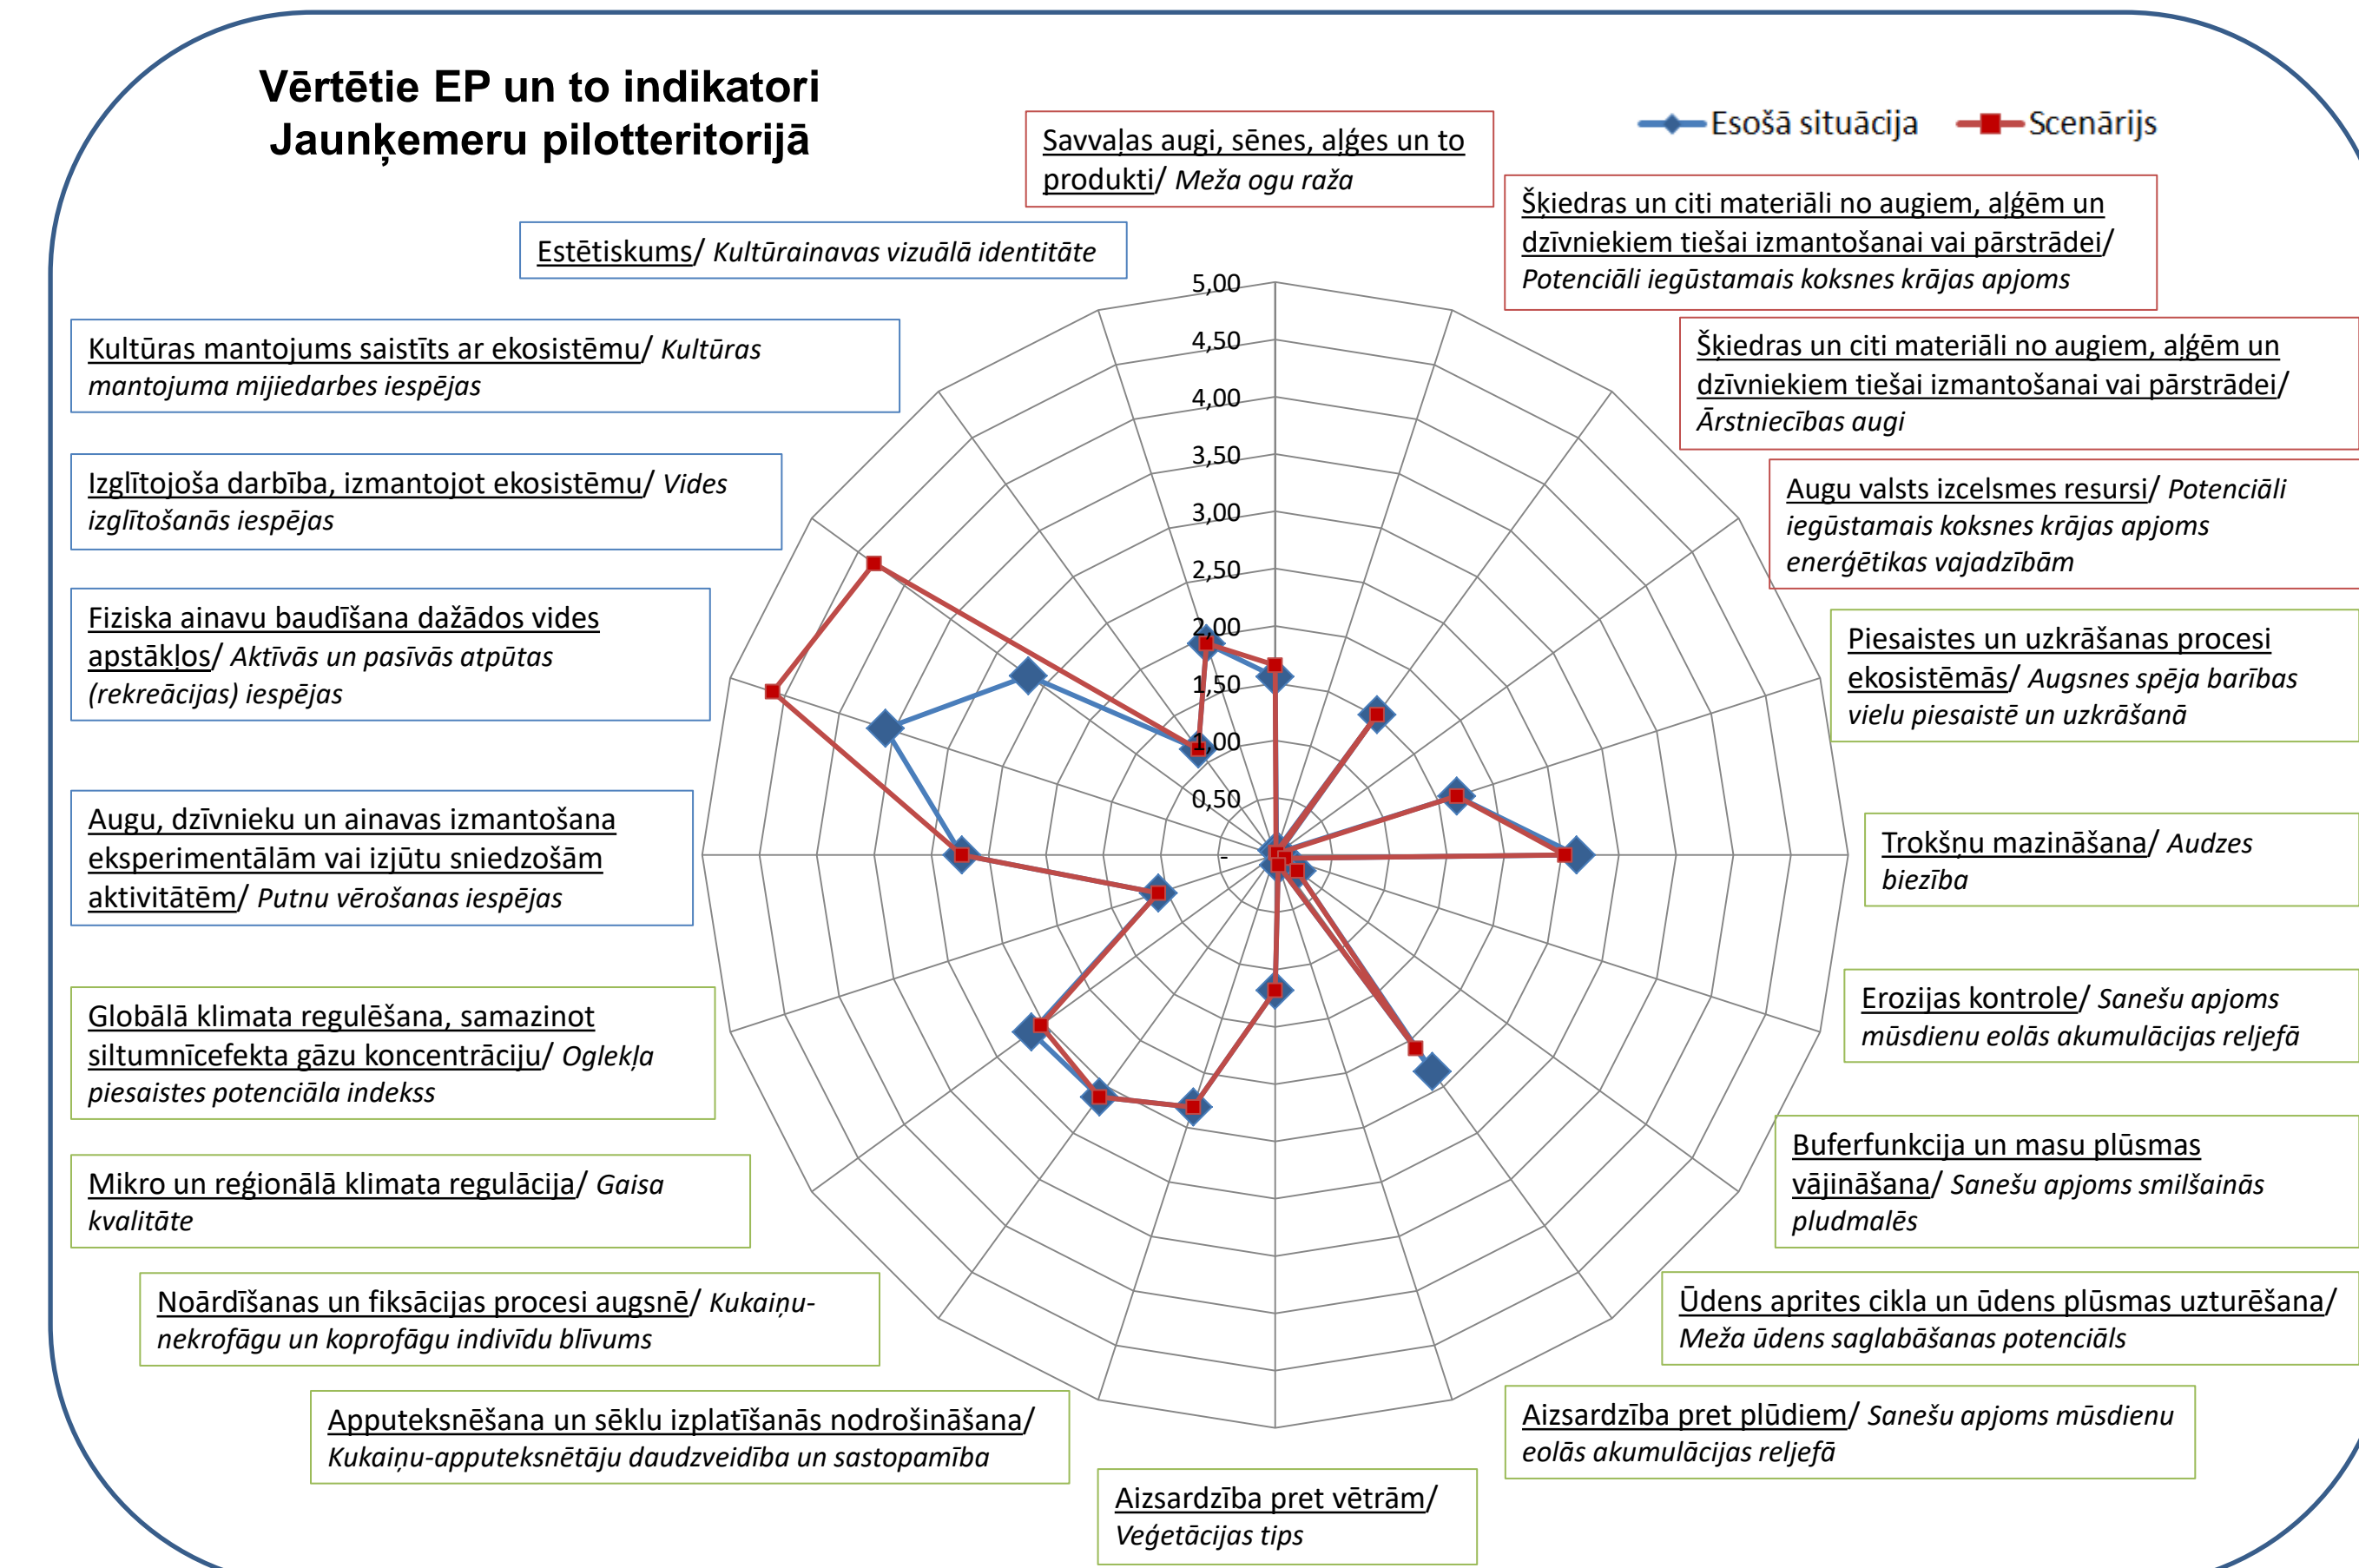 Vērtētie EP un to indikatori
Jaunķemeru pilotteritorijā
Esošā situācija
Scenārijs
Savvaļas augi, sēnes, aļģes un to
produkti/ Meža ogu raža
Šķiedras un citi materiāli no augiem, aļģēm un
dzīvniekiem tiešai izmantošanai vai pārstrādei/
Potenciāli iegūstamais koksnes krājas apjoms
Šķiedras un citi materiāli no augiem, aļģēm un
dzīvniekiem tiešai izmantošanai vai pārstrādei/
Ārstniecības augi
Augu valsts izcelsmes resursi/ Potenciāli
iegūstamais koksnes krājas apjoms
enerģētikas vajadzībām
Piesaistes un uzkrāšanas procesi
ekosistēmās/ Augsnes spēja barības
vielu piesaistē un uzkrāšanā
Trokšņu mazināšana/ Audzes
biezība
Erozijas kontrole/ Sanešu apjoms
mūsdienu eolās akumulācijas reljefā
Buferfunkcija un masu plūsmas
vājināšana/ Sanešu apjoms smilšainās
pludmalēs
Ūdens aprites cikla un ūdens plūsmas uzturēšana/
Meža ūdens saglabāšanas potenciāls
Aizsardzība pret plūdiem/ Sanešu apjoms mūsdienu
eolās akumulācijas reljefā
Aizsardzība pret vētrām/
Veģetācijas tips
Apputeksnēšana un sēklu izplatīšanās nodrošināšana/
Kukaiņu-apputeksnētāju daudzveidība un sastopamība
Noārdīšanas un fiksācijas procesi augsnē/ Kukaiņu-
nekrofāgu un koprofāgu indivīdu blīvums
Mikro un reģionālā klimata regulācija/ Gaisa
kvalitāte
Globālā klimata regulēšana, samazinot
siltumnīcefekta gāzu koncentrāciju/ Oglekļa
piesaistes potenciāla indekss
Augu, dzīvnieku un ainavas izmantošana
eksperimentālām vai izjūtu sniedzošām
aktivitātēm/ Putnu vērošanas iespējas
Fiziska ainavu baudīšana dažādos vides
apstākļos/ Aktīvās un pasīvās atpūtas
(rekreācijas) iespējas
Izglītojoša darbība, izmantojot ekosistēmu/ Vides
izglītošanās iespējas
Kultūras mantojums saistīts ar ekosistēmu/ Kultūras
mantojuma mijiedarbes iespējas
Estētiskums/ Kultūrainavas vizuālā identitāte
5,00
4,50
4,00
3,50
3,00
2,50
2,00
1,50
1,00
0,50
-